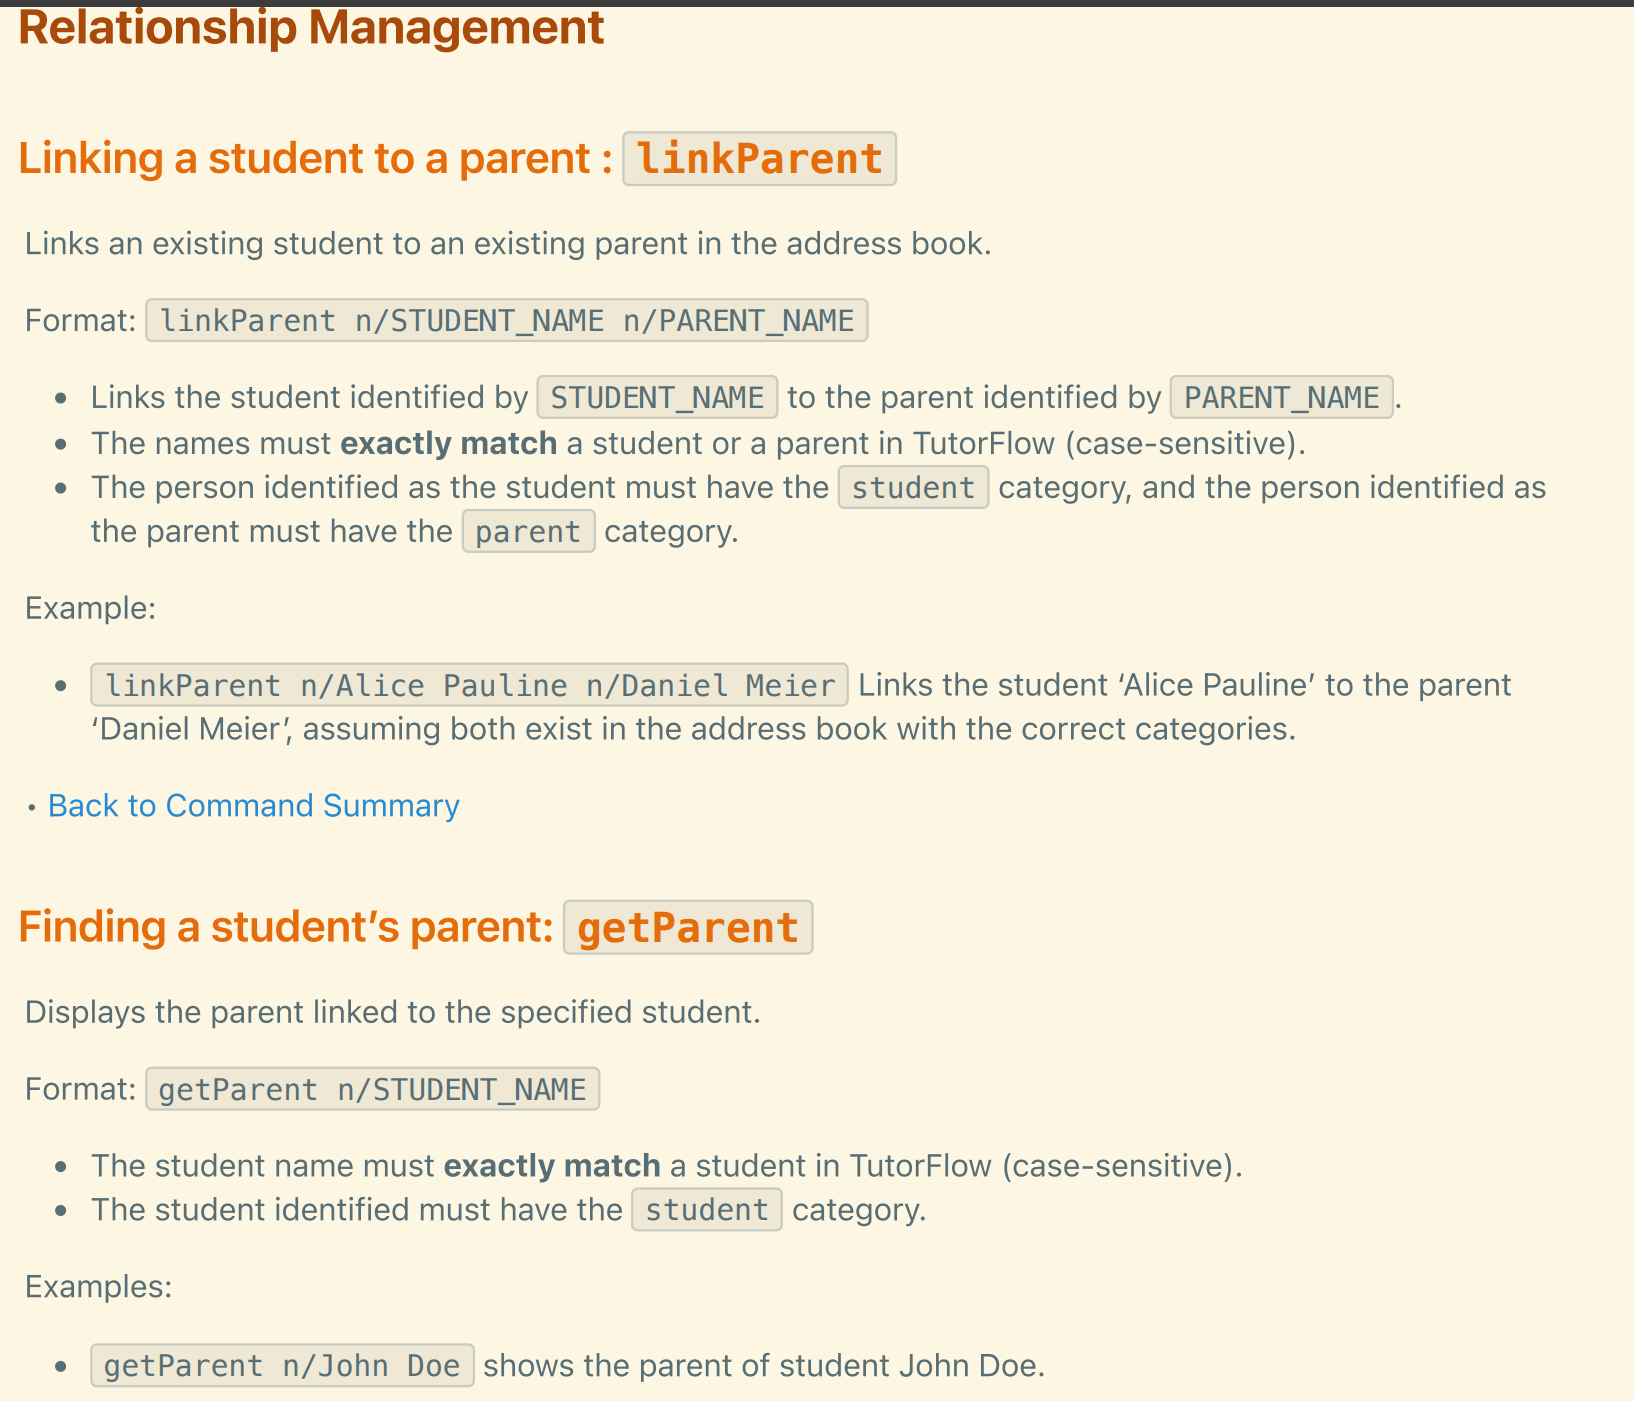 Relationship Management
Linking a student to a parent : linkParent
Links an existing student to an existing parent in the address book.
Format: linkParent n/STUDENT_NAME n/PARENT_NAME
• Links the student identified by STUDENT_NAME to the parent identified by PARENT_NAME.
• The names must exactly match a student or a parent in TutorFlow (case-sensitive).
• The person identified as the student must have the student category, and the person identified as
the parent must have the parent category.
Example:
• linkParent n/Alice Pauline n/Daniel Meier Links the student ‘Alice Pauline’ to the parent
‘Daniel Meier’, assuming both exist in the address book with the correct categories.
• Back to Command Summary
Finding a student’s parent: getParent
Displays the parent linked to the specified student.
Format: getParent n/STUDENT_NAME
• The student name must exactly match a student in TutorFlow (case-sensitive).
• The student identified must have the student category.
Examples:
• getParent n/John Doe shows the parent of student John Doe.